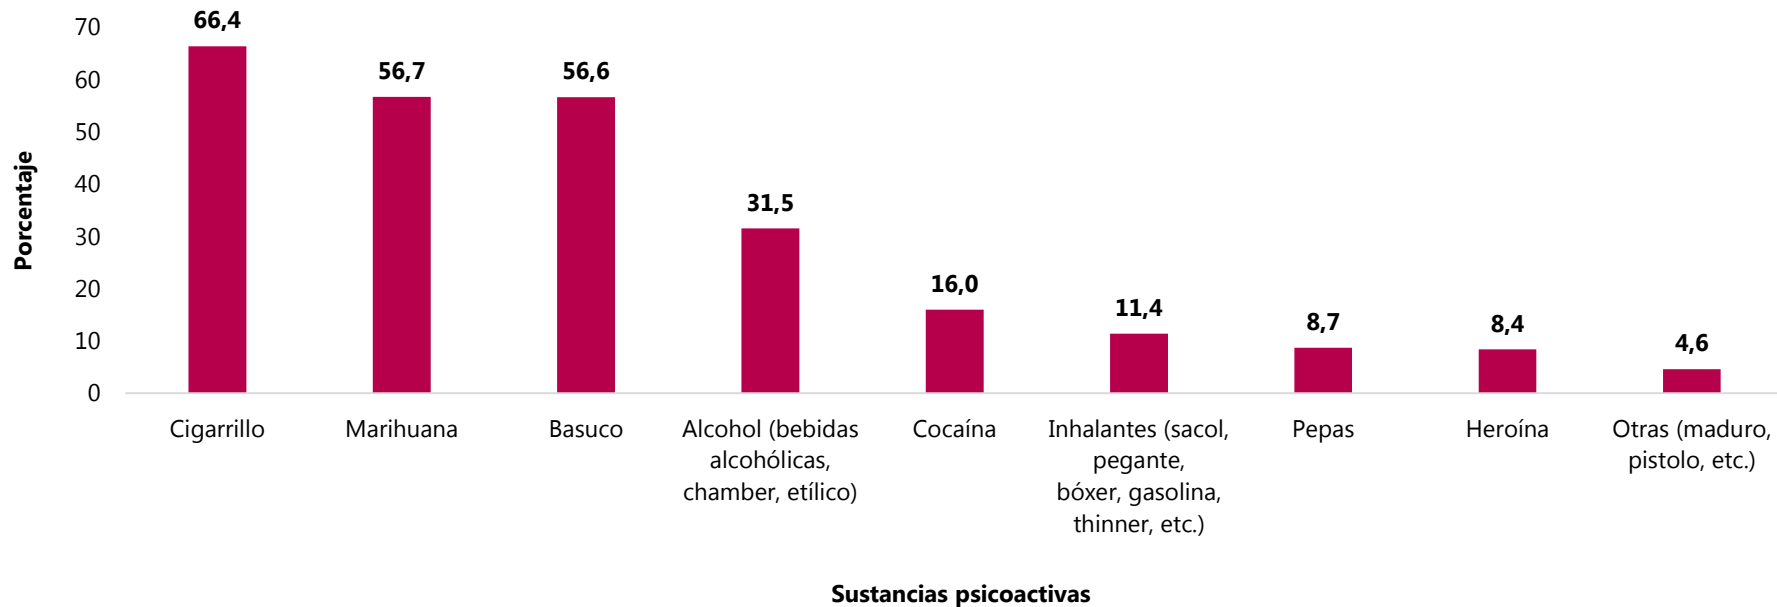 Porcentaje
70
60
50
40
30
20
10
0
66,4
56,7
56,6
31,5
16,0
11,4
8,7
8,4
4,6
Cigarrillo
Marihuana
Basuco
Alcohol (bebidas
alcohólicas,
chamber, etílico)
Cocaína
Inhalantes (sacol,
pegante,
bóxer, gasolina,
thinner, etc.)
Pepas
Heroína
Otras (maduro,
pistolo, etc.)
Sustancias psicoactivas